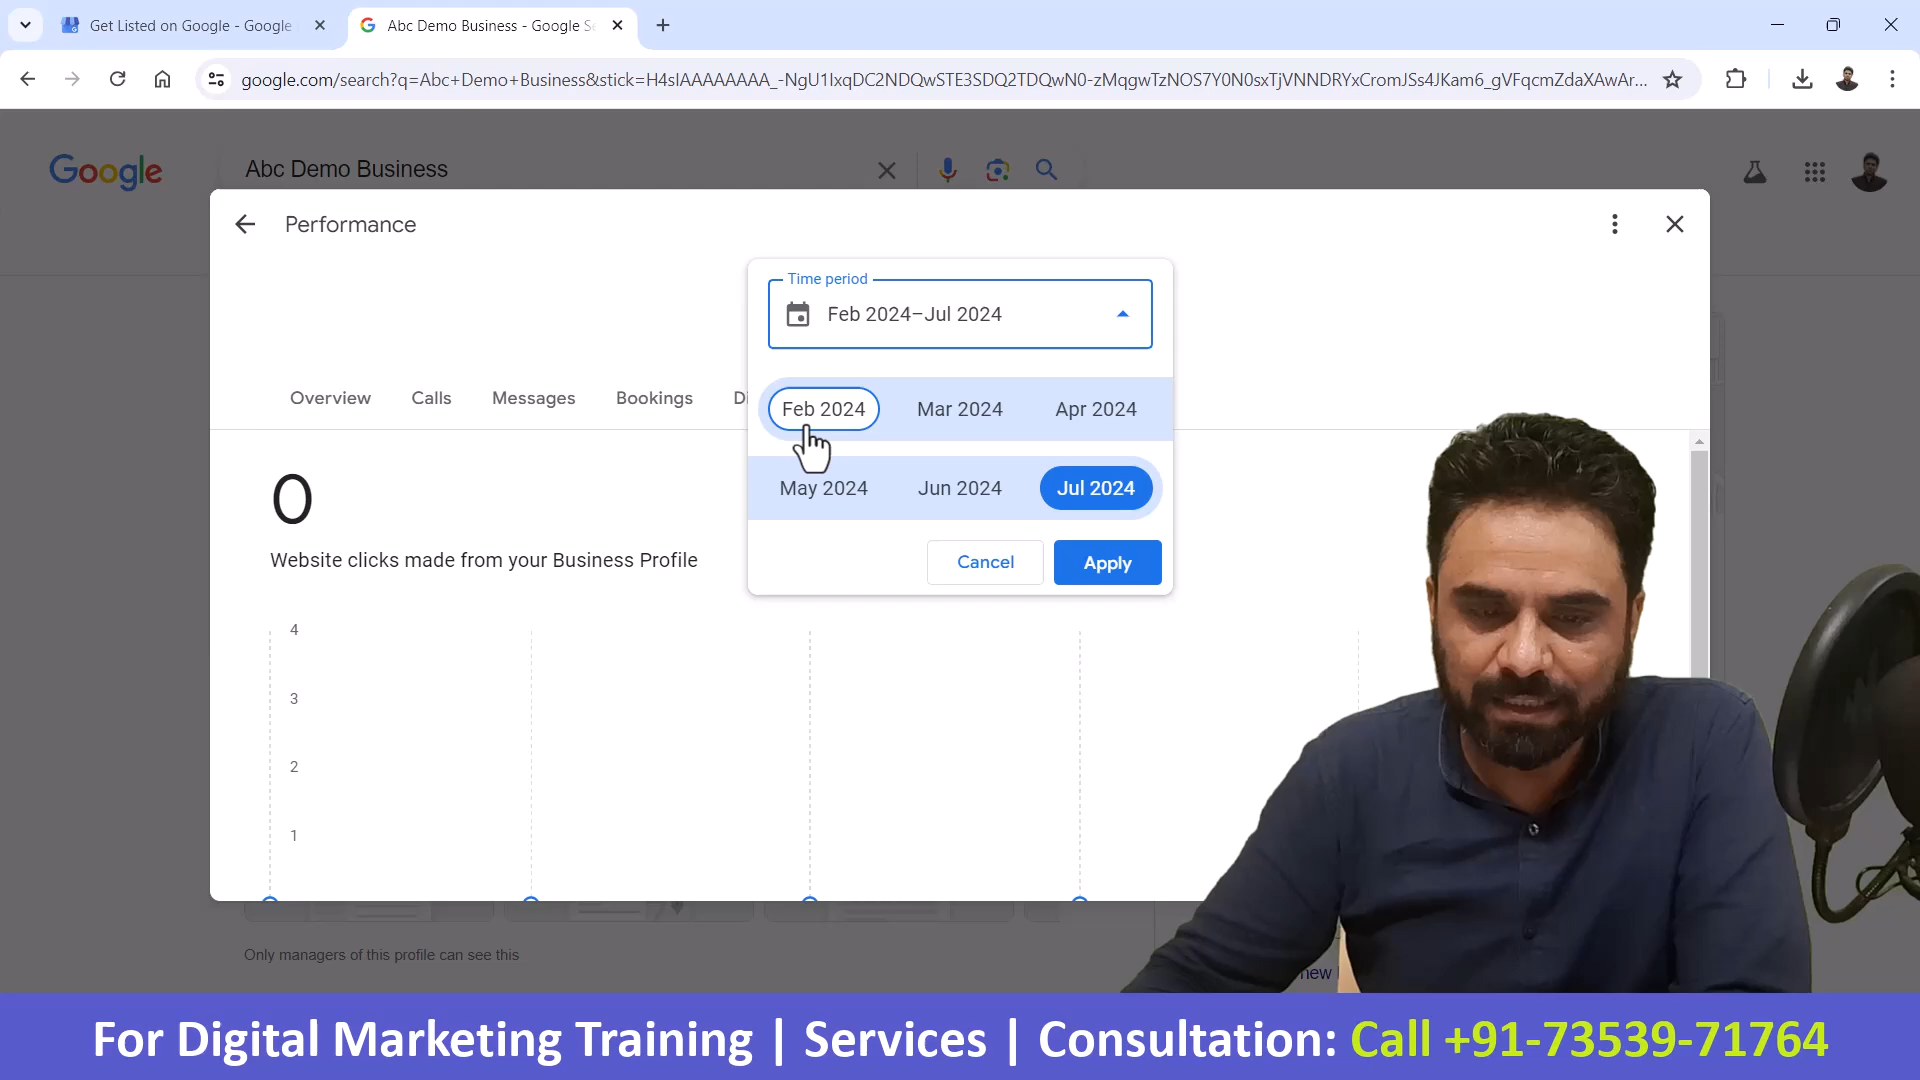 Get Listed on Google - Google
Abc Demo Business - Google Se
google.com/search?q=Abc+Demo+Business&stick=H4sIAAAAAAAA_-NgU1IxqDC2NDQwSTE3SDQ2TDQwN0-zMqgwTzNOS7Y0N0sxTjVNNDRYxCromJSs4JKam6_gVFqcmZdaXAwAr...
Google
Abc Demo Business
Performance
Time period
Feb 2024–Jul 2024
Overview
Calls
Messages
Bookings
Di
Feb 2024
Mar 2024
Apr 2024
May 2024
Jun 2024
Jul 2024
Cancel
Apply
0
Website clicks made from your Business Profile
4
3
2
1
Only managers of this profile can see this
new
For Digital Marketing Training | Services | Consultation: Call +91-73539-71764